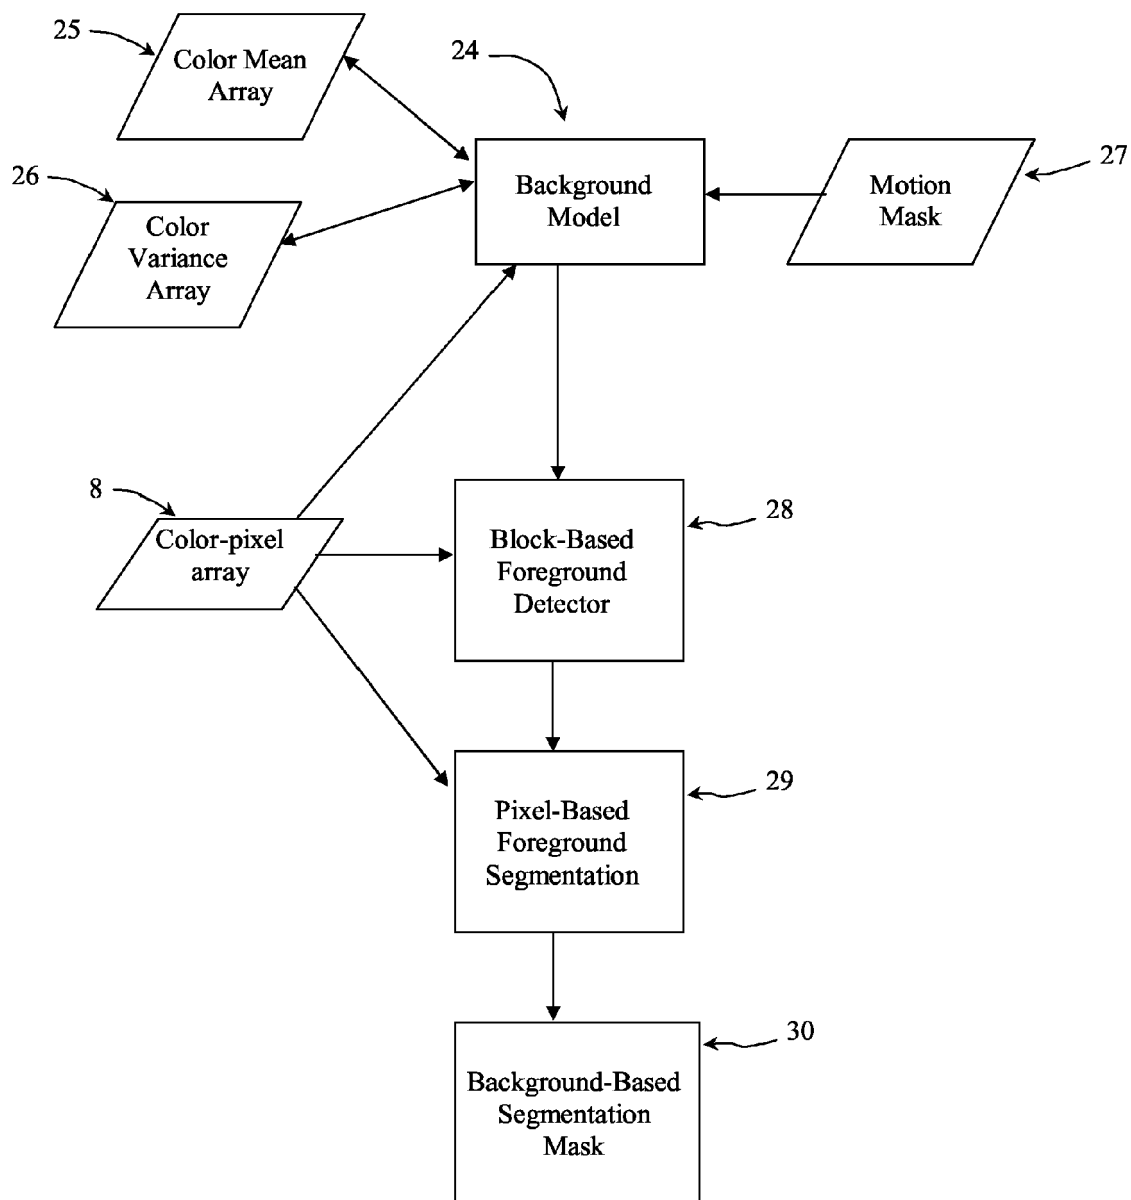 25
Color Mean
Array
24
26
Color
Variance
Array
Background
Model
Motion
Mask
27
8
Color-pixel
array
Block-Based
Foreground
Detector
28
Pixel-Based
Foreground
Segmentation
29
Background-Based
Segmentation
Mask
30